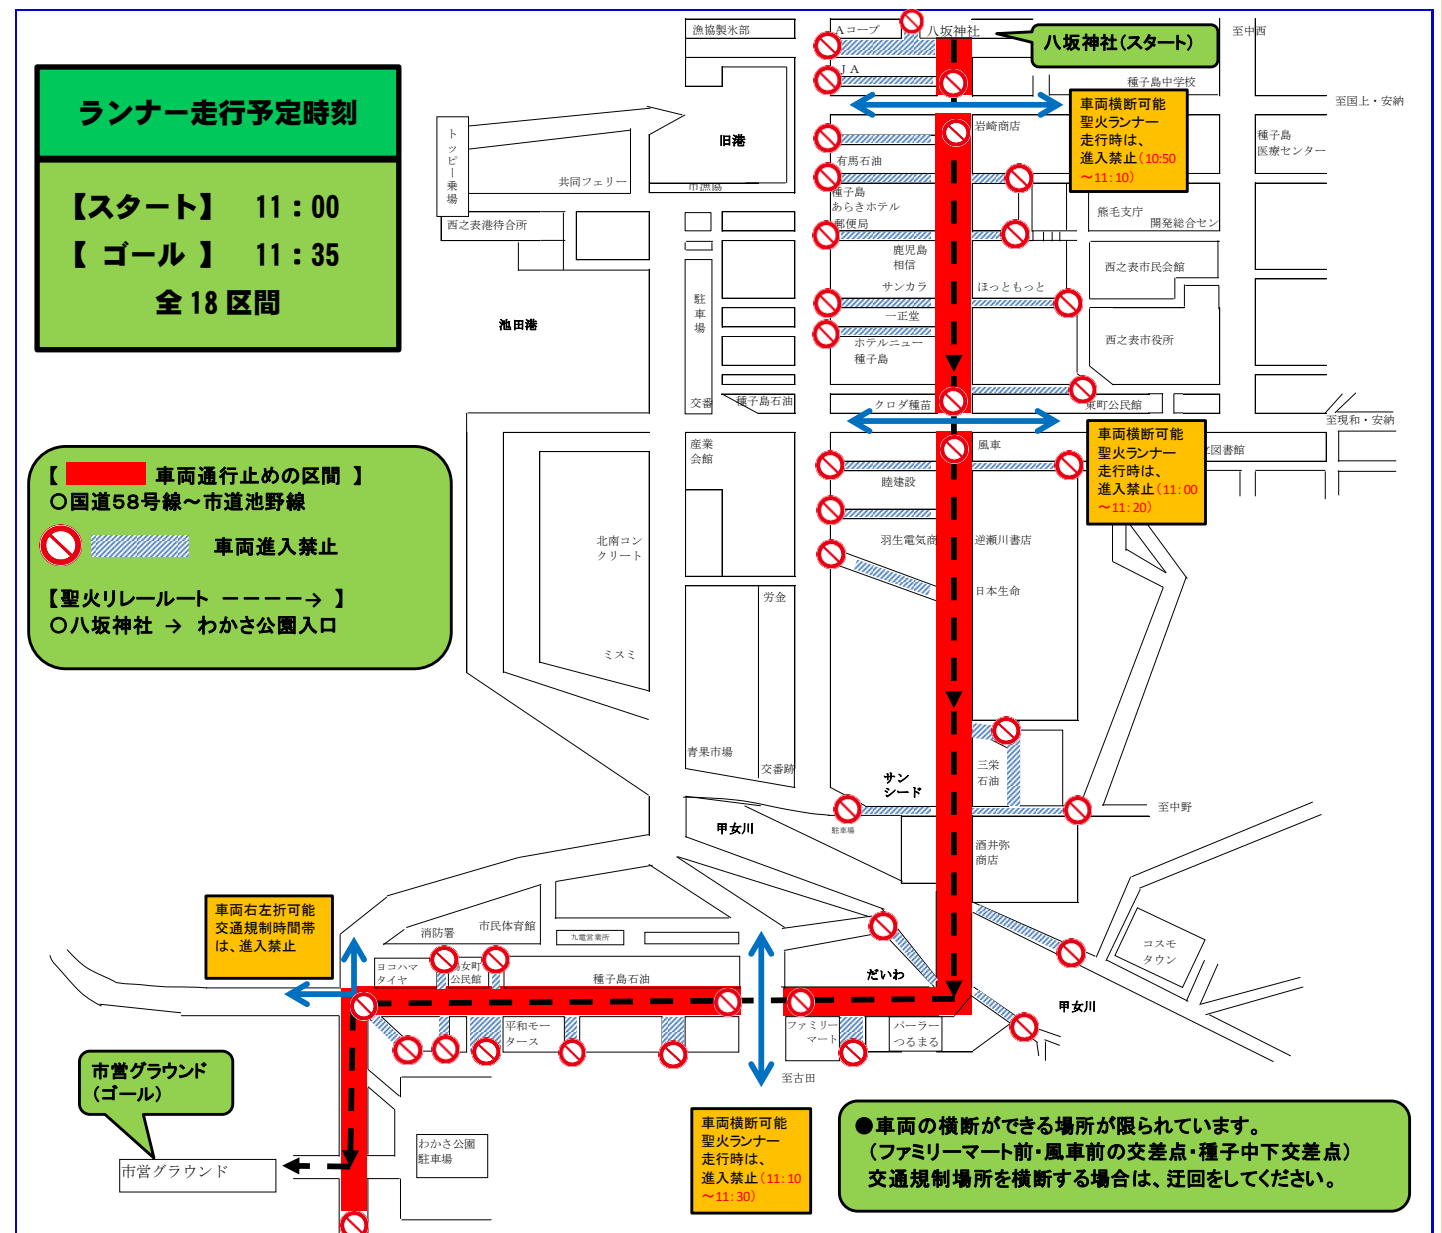 漁協製氷部
Aコープ
八坂神社
八坂神社(スタート)
至中西
JA
種子島中学校
至国上・安納
ランナー走行予定時刻
【スタート】 11:00
【 ゴール 】 11:35
全18区間
車両横断可能
聖火ランナー
走行時は、
進入禁止(10:50
~11:10)
トッピー乗場
旧港
岩崎商店
種子島
医療センター
有馬石油
共同フェリー
市漁協
種子島
あらきホテル
郵便局
熊毛支庁
開発総合セン
西之表港待合所
鹿児島
相信
西之表市民会館
サンカラ
ほっともっと
駐車場
一正堂
池田港
ホテルニュー
種子島
西之表市役所
交番
種子島石油
クロダ種苗
東町公民館
至現和・安納
産業
会館
風車
車両横断可能
聖火ランナー
走行時は、
進入禁止(11:00
~11:20)
図書館
睦建設
【 車両通行止めの区間 】
○国道58号線~市道池野線
車両進入禁止
【聖火リレールート ----→ 】
○八坂神社 → わかさ公園入口
北南コン
クリート
羽生電気商
逆瀬川書店
労金
日本生命
ミスミ
青果市場
交番跡
三栄
石油
サン
シード
駐車場
至中野
甲女川
酒井弥
商店
車両右左折可能
交通規制時間帯
は、進入禁止
消防署
市民体育館
九電営業所
コスモ
タウン
ヨコハマ
タイヤ
女町
公民館
種子島石油
だいわ
甲女川
平和モー
タース
ファミリー
マート
パーラー
つるまる
市営グラウンド
(ゴール)
至古田
車両横断可能
聖火ランナー
走行時は、
進入禁止(11:10
~11:30)
●車両の横断ができる場所が限られています。
(ファミリーマート前・風車前の交差点・種子中下交差点)
交通規制場所を横断する場合は、迂回をしてください。
わかさ公園
駐車場
市営グラウンド